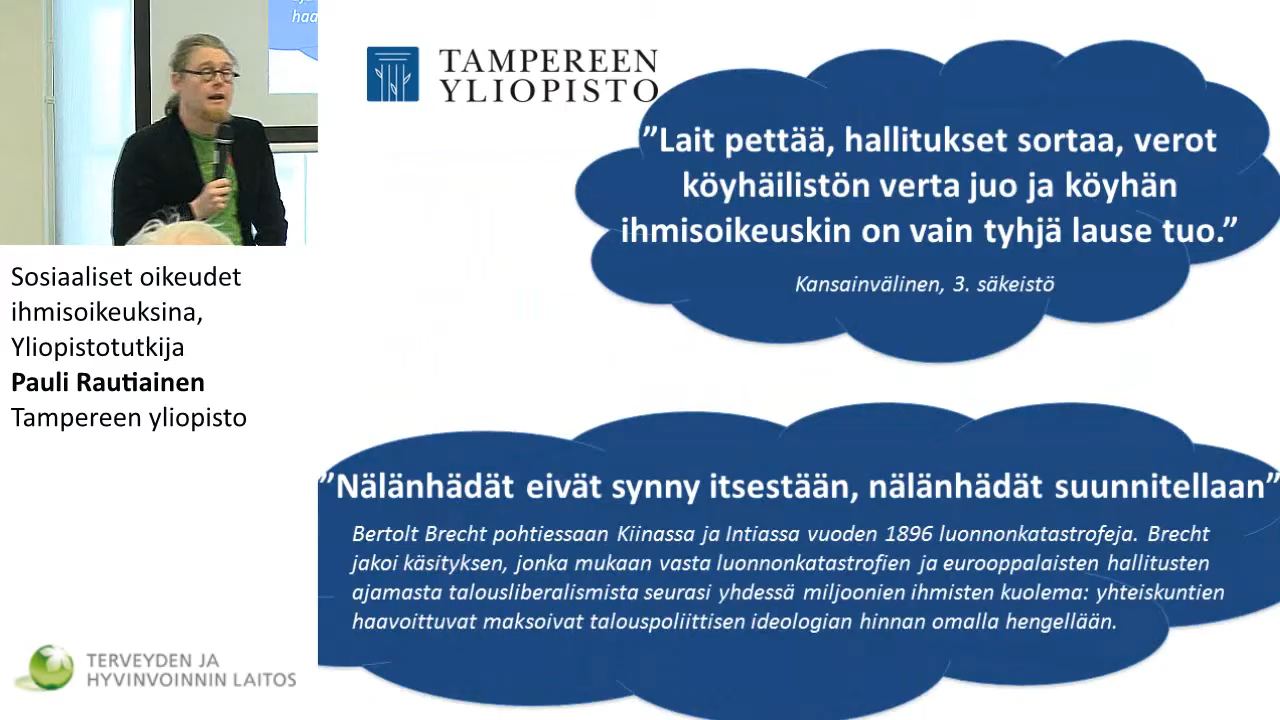 haa
TAMPEREEN
YLIOPISTO
”Lait pettää, hallitukset sortaa, verot
köyhäilistön verta juo ja köyhän
ihmisoikeuskin on vain tyhjä lause tuo.”
Kansainvälinen, 3. säkeistö
Sosiaaliset oikeudet
ihmisoikeuksina,
Yliopistotutkija
Pauli Rautiainen
Tampereen yliopisto
”Nälänhädät eivät synny itsestään, nälänhädät suunnitellaan”
Bertolt Brecht pohtiessaan Kiinassa ja Intiassa vuoden 1896 luonnonkatastrofeja. Brecht
jakoi käsityksen, jonka mukaan vasta luonnonkatastrofien ja eurooppalaisten hallitusten
ajamasta talousliberalismista seurasi yhdessä miljoonien ihmisten kuolema: yhteiskuntien
haavoittuvat maksoivat talouspoliittisen ideologian hinnan omalla hengellään.
TERVEYDEN JA
HYVINVOINNIN LAITOS